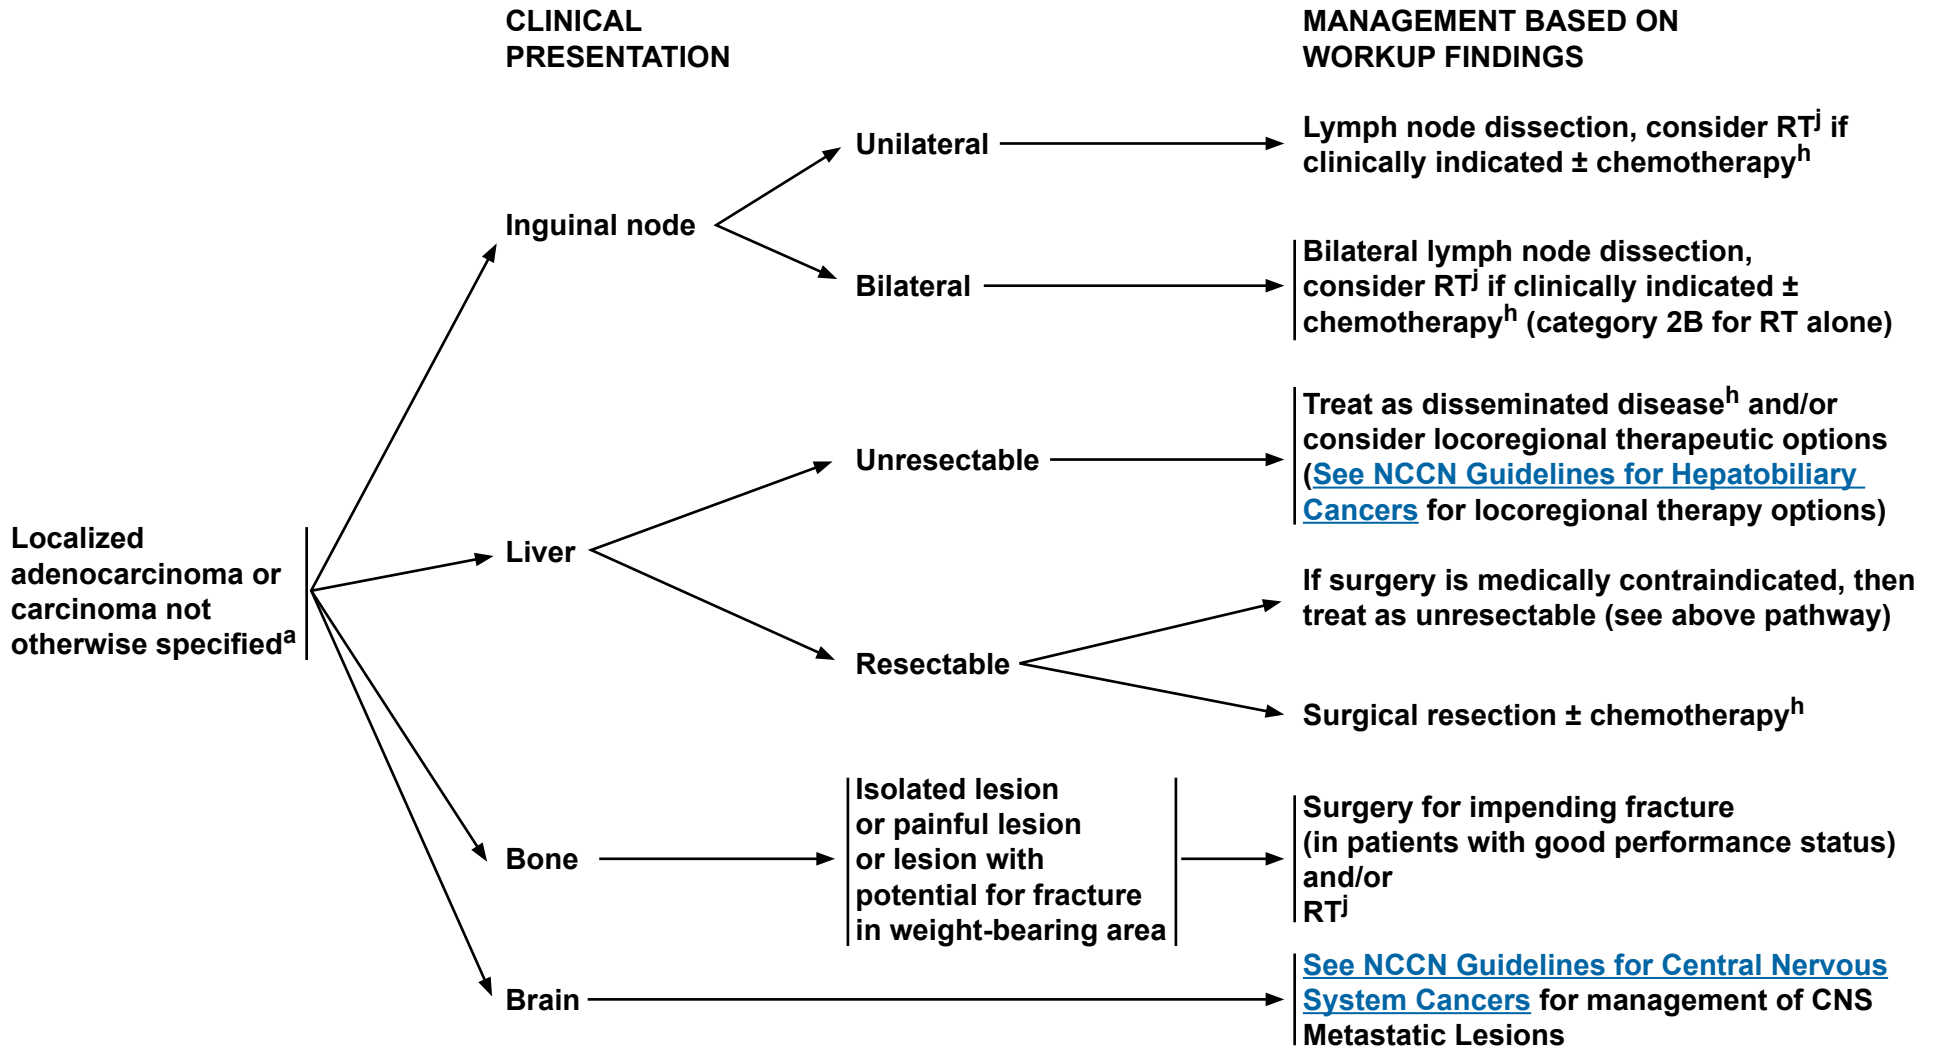 CLINICAL
PRESENTATION
MANAGEMENT BASED ON
WORKUP FINDINGS
Localized
adenocarcinoma or
carcinoma not
otherwise specifiedᵃ
Inguinal node
Unilateral
Lymph node dissection, consider RTʲ if
clinically indicated ± chemotherapyʰ
Bilateral
Bilateral lymph node dissection,
consider RTʲ if clinically indicated ±
chemotherapyʰ (category 2B for RT alone)
Liver
Unresectable
Treat as disseminated diseaseʰ and/or
consider locoregional therapeutic options
(See NCCN Guidelines for Hepatobiliary
Cancers for locoregional therapy options)
Resectable
If surgery is medically contraindicated, then
treat as unresectable (see above pathway)
Surgical resection ± chemotherapyʰ
Bone
Isolated lesion
or painful lesion
or lesion with
potential for fracture
in weight-bearing area
Surgery for impending fracture
(in patients with good performance status)
and/or
RTʲ
Brain
See NCCN Guidelines for Central Nervous
System Cancers for management of CNS
Metastatic Lesions